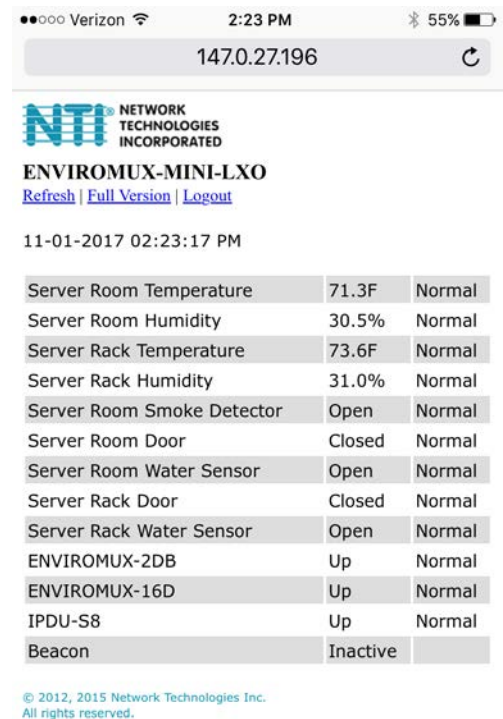 ●●○○○ Verizon 2:23 PM 55%
147.0.27.196
NTI® NETWORK
TECHNOLOGIES
INCORPORATED
ENVIROMUX-MINI-LXO
Refresh | Full Version | Logout
11-01-2017 02:23:17 PM
Server Room Temperature 71.3F Normal
Server Room Humidity 30.5% Normal
Server Rack Temperature 73.6F Normal
Server Rack Humidity 31.0% Normal
Server Room Smoke Detector Open Normal
Server Room Door Closed Normal
Server Room Water Sensor Open Normal
Server Rack Door Closed Normal
Server Rack Water Sensor Open Normal
ENVIROMUX-2DB Up Normal
ENVIROMUX-16D Up Normal
IPDU-S8 Up Normal
Beacon Inactive
© 2012, 2015 Network Technologies Inc.
All rights reserved.